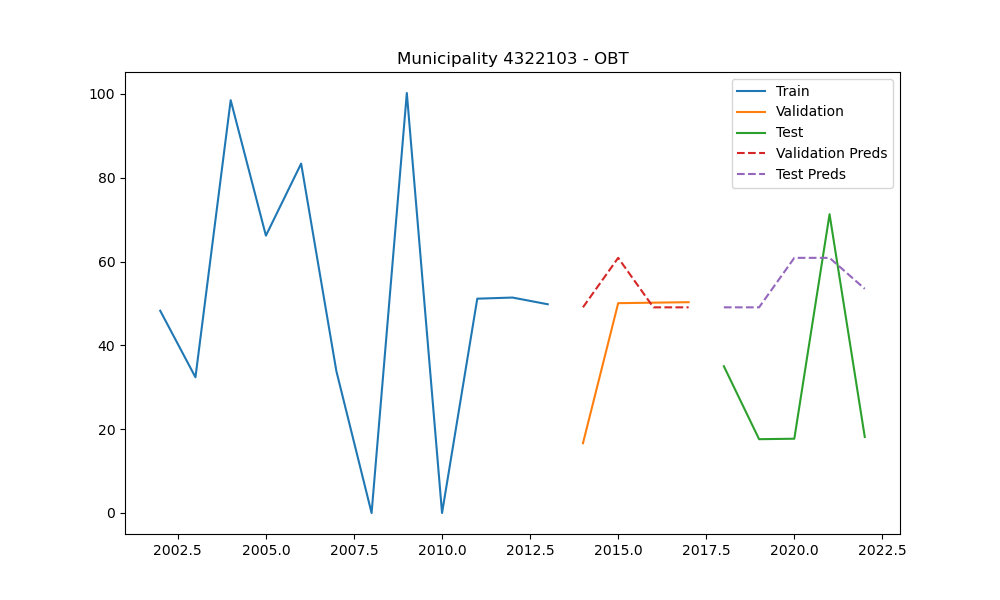 Municipality 4322103 - OBT
100
80
60
40
20
0
2002.5 2005.0 2007.5 2010.0 2012.5 2015.0 2017.5 2020.0 2022.5
Train
Validation
Test
Validation Preds
Test Preds